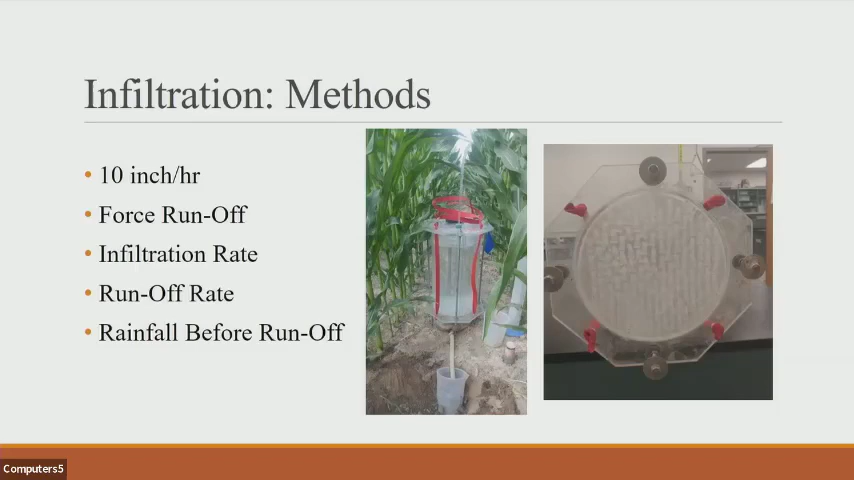 Infiltration: Methods
• 10 inch/hr
• Force Run-Off
• Infiltration Rate
• Run-Off Rate
• Rainfall Before Run-Off
Computers5